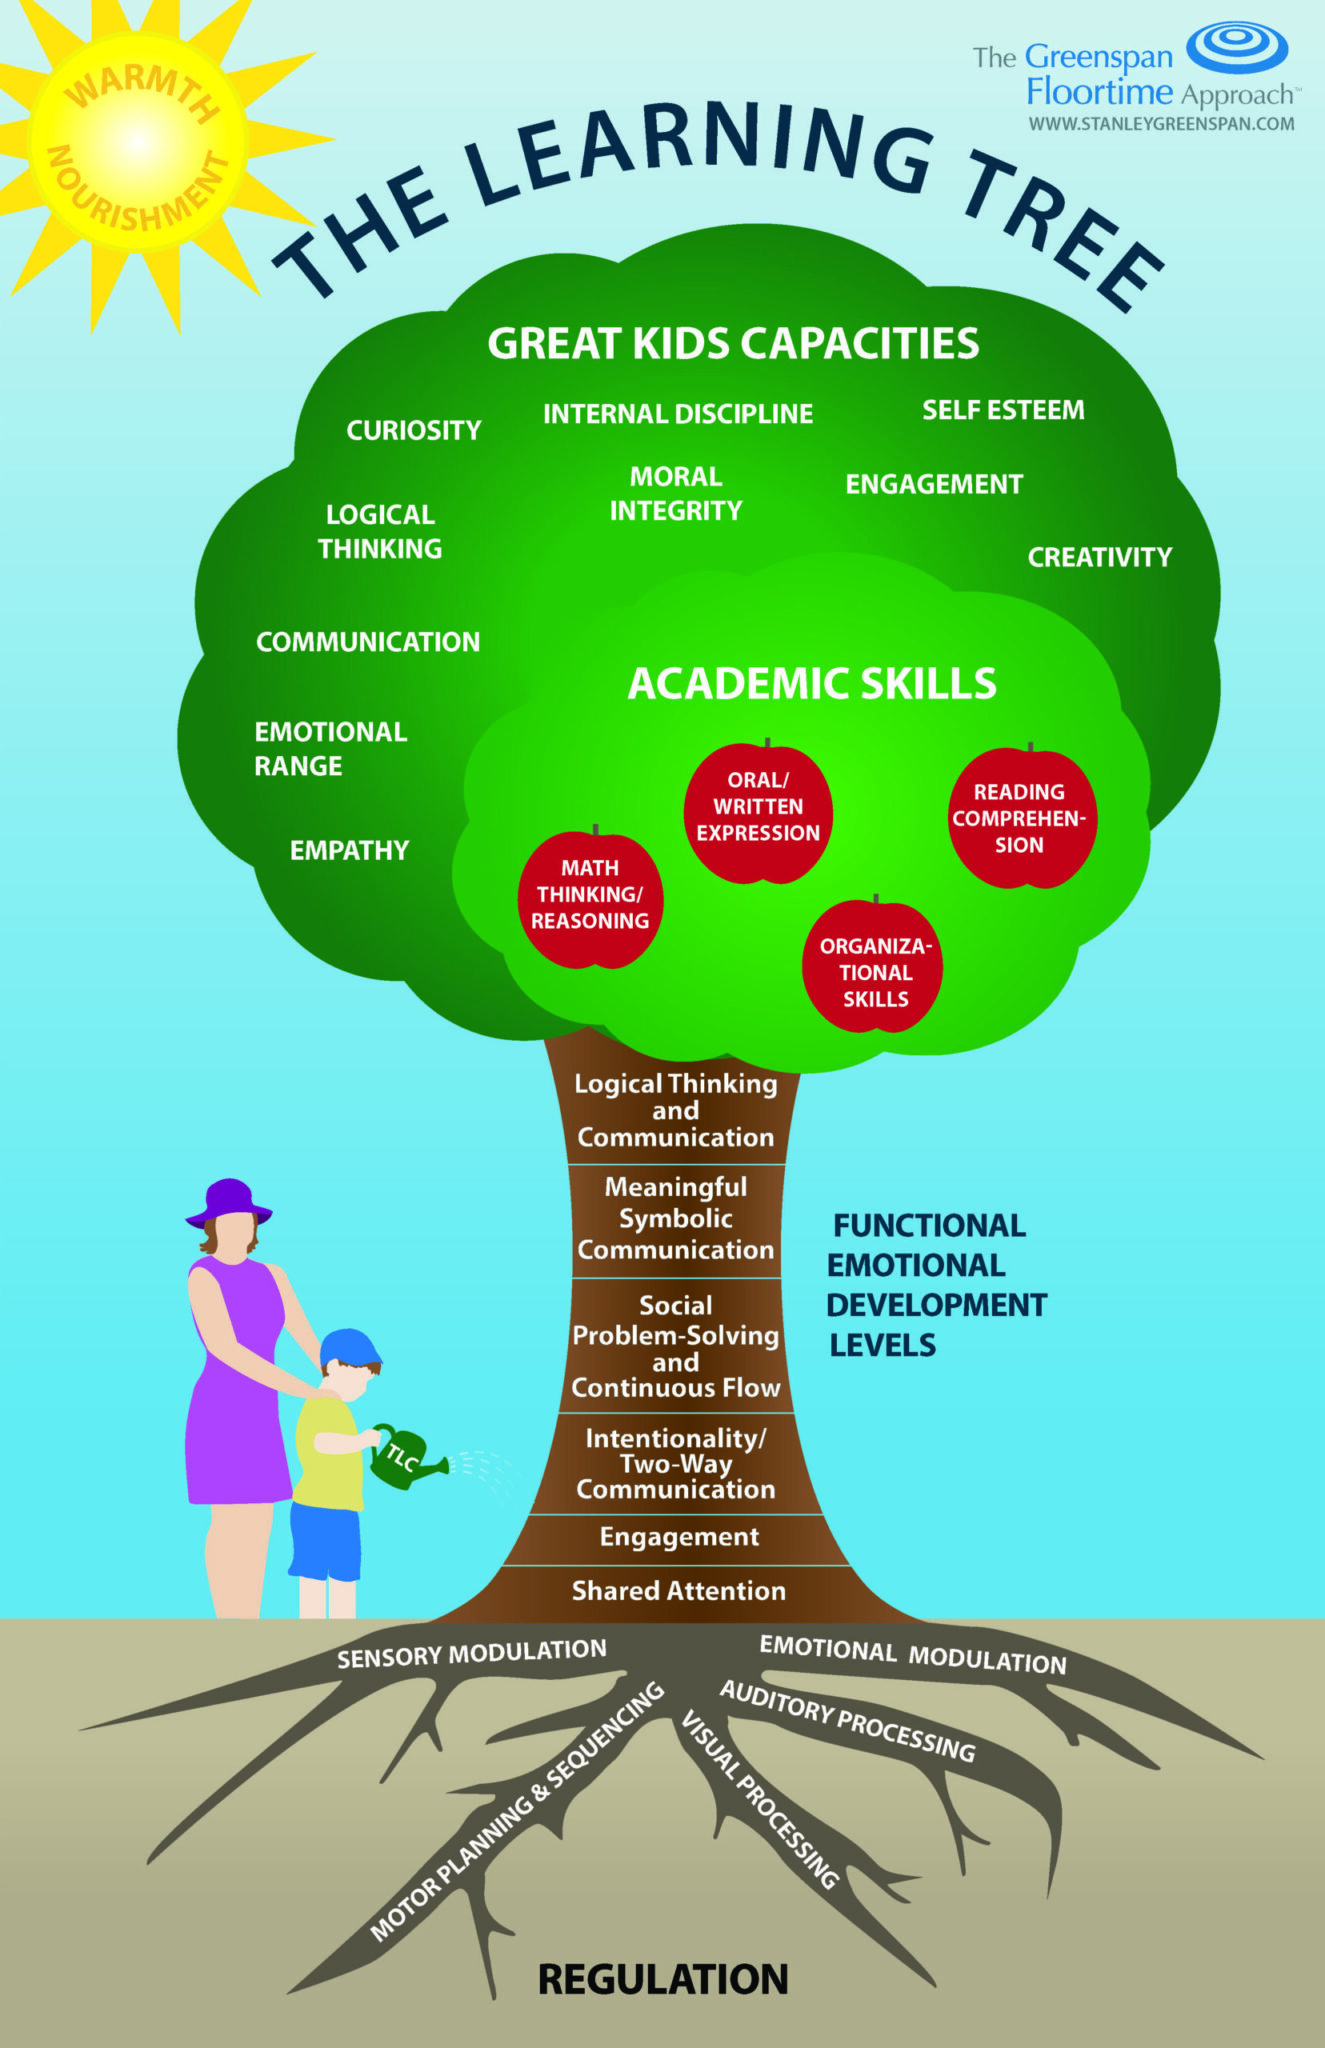 WARMTH
NOURISHMENT
The Greenspan
Floortime Approach™
WWW.STANLEYGREENSPAN.COM
THE LEARNING TREE
GREAT KIDS CAPACITIES
CURIOSITY
INTERNAL DISCIPLINE
SELF ESTEEM
LOGICAL
THINKING
MORAL
INTEGRITY
ENGAGEMENT
CREATIVITY
COMMUNICATION
EMOTIONAL
RANGE
EMPATHY
ACADEMIC SKILLS
MATH
THINKING/
REASONING
ORAL/
WRITTEN
EXPRESSION
READING
COMPREHEN-
SION
ORGANIZA-
TIONAL
SKILLS
Logical Thinking
and
Communication
Meaningful
Symbolic
Communication
Social
Problem-Solving
and
Continuous Flow
Intentionality/
Two-Way
Communication
Engagement
Shared Attention
FUNCTIONAL
EMOTIONAL
DEVELOPMENT
LEVELS
TLC
SENSORY MODULATION
EMOTIONAL MODULATION
MOTOR PLANNING & SEQUENCING
VISUAL PROCESSING
AUDITORY PROCESSING
REGULATION